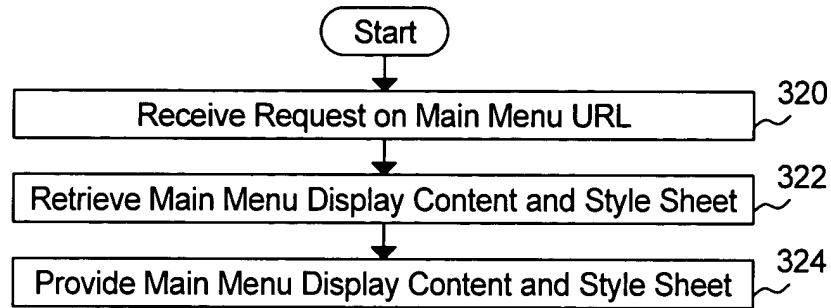 Start
Receive Request on Main Menu URL
320
Retrieve Main Menu Display Content and Style Sheet
322
Provide Main Menu Display Content and Style Sheet
324